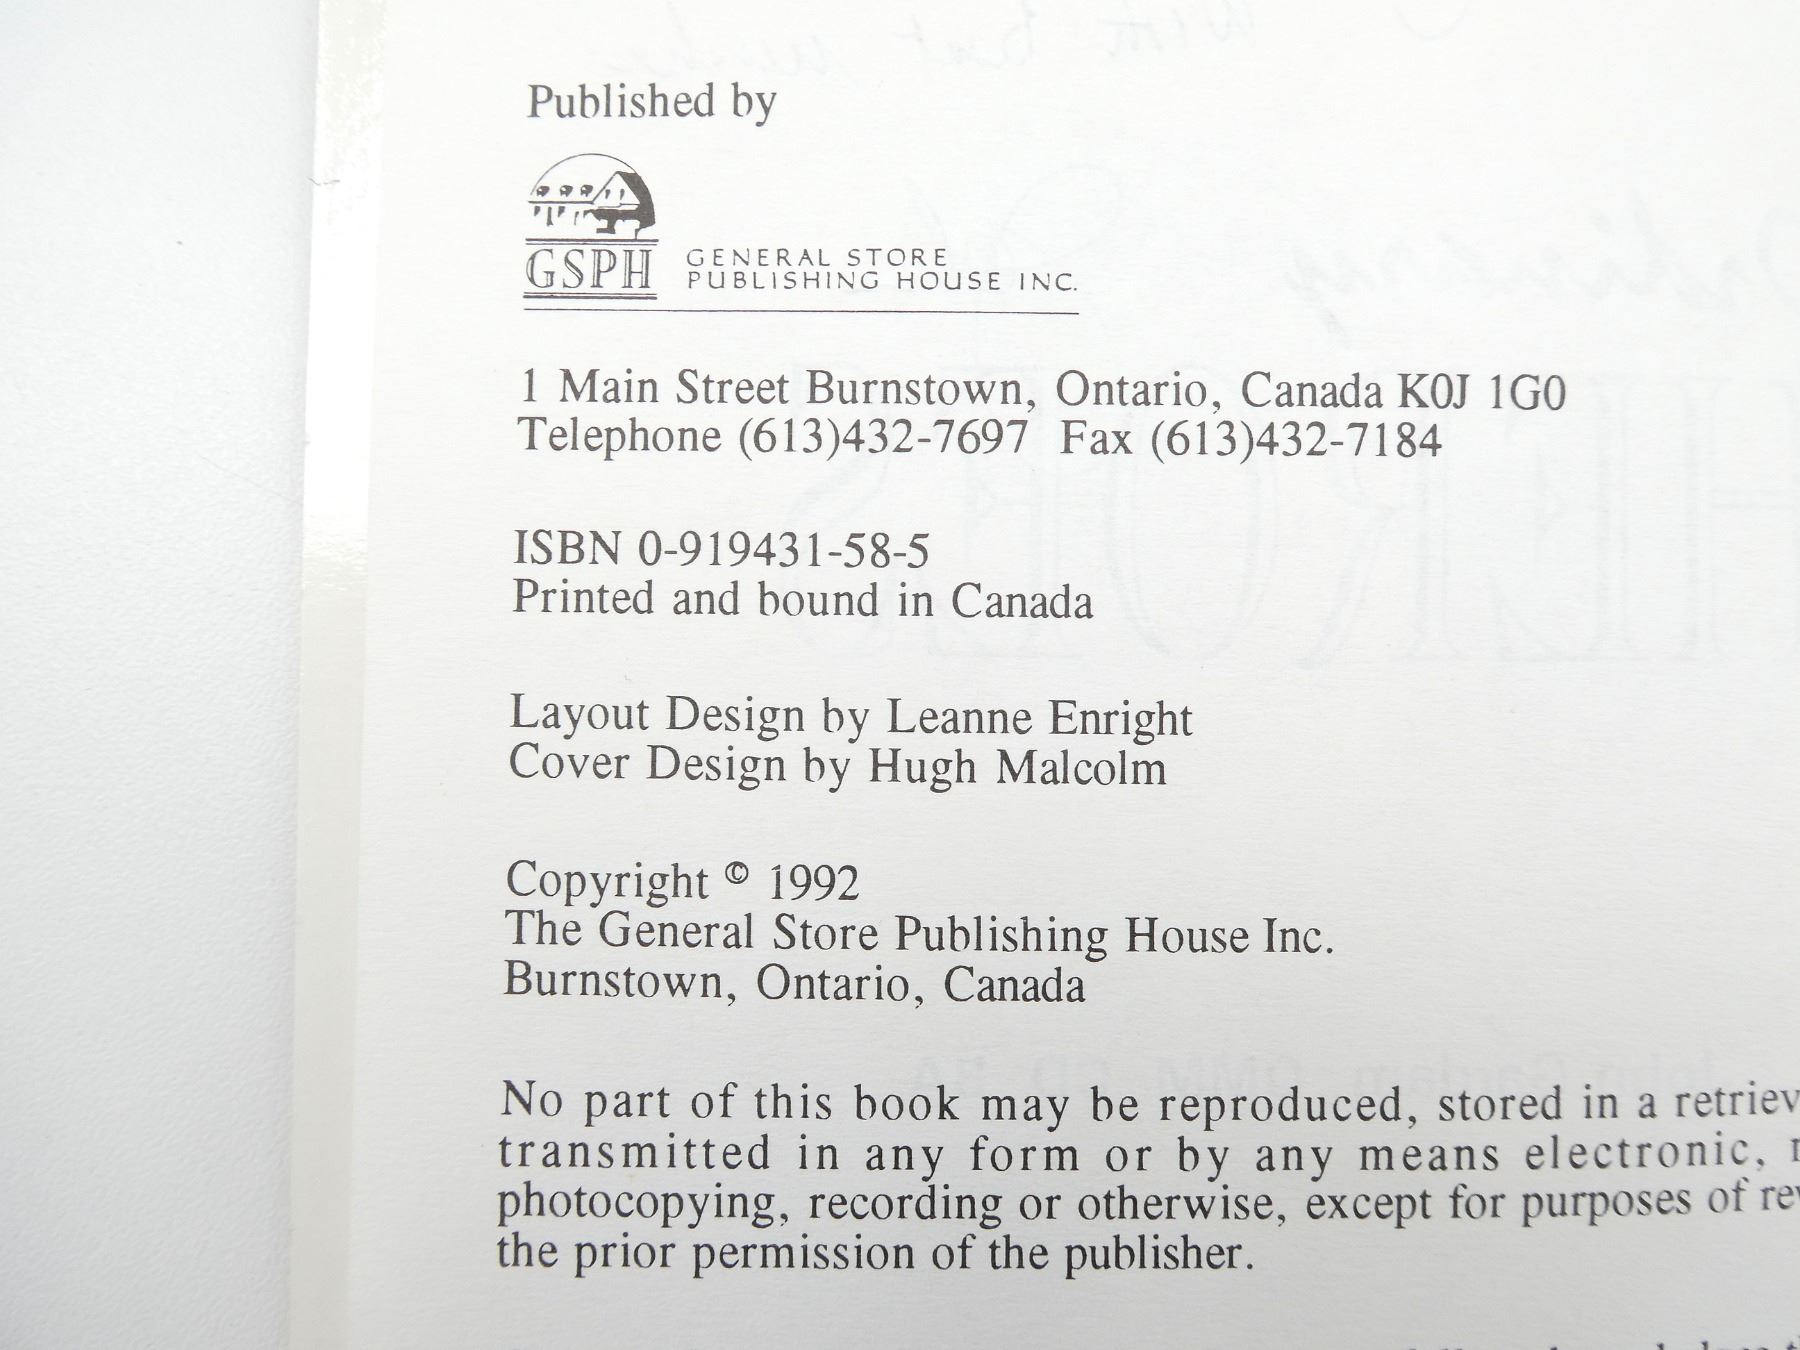 Published by
GSPH GENERAL STORE
PUBLISHING HOUSE INC.
1 Main Street Burnstown, Ontario, Canada K0J 1G0
Telephone (613)432-7697 Fax (613)432-7184
ISBN 0-919431-58-5
Printed and bound in Canada
Layout Design by Leanne Enright
Cover Design by Hugh Malcolm
Copyright © 1992
The General Store Publishing House Inc.
Burnstown, Ontario, Canada
No part of this book may be reproduced, stored in a
transmitted in any form or by any means electronic,
photocopying, recording or otherwise, except for purposes of
the prior permission of the publisher.